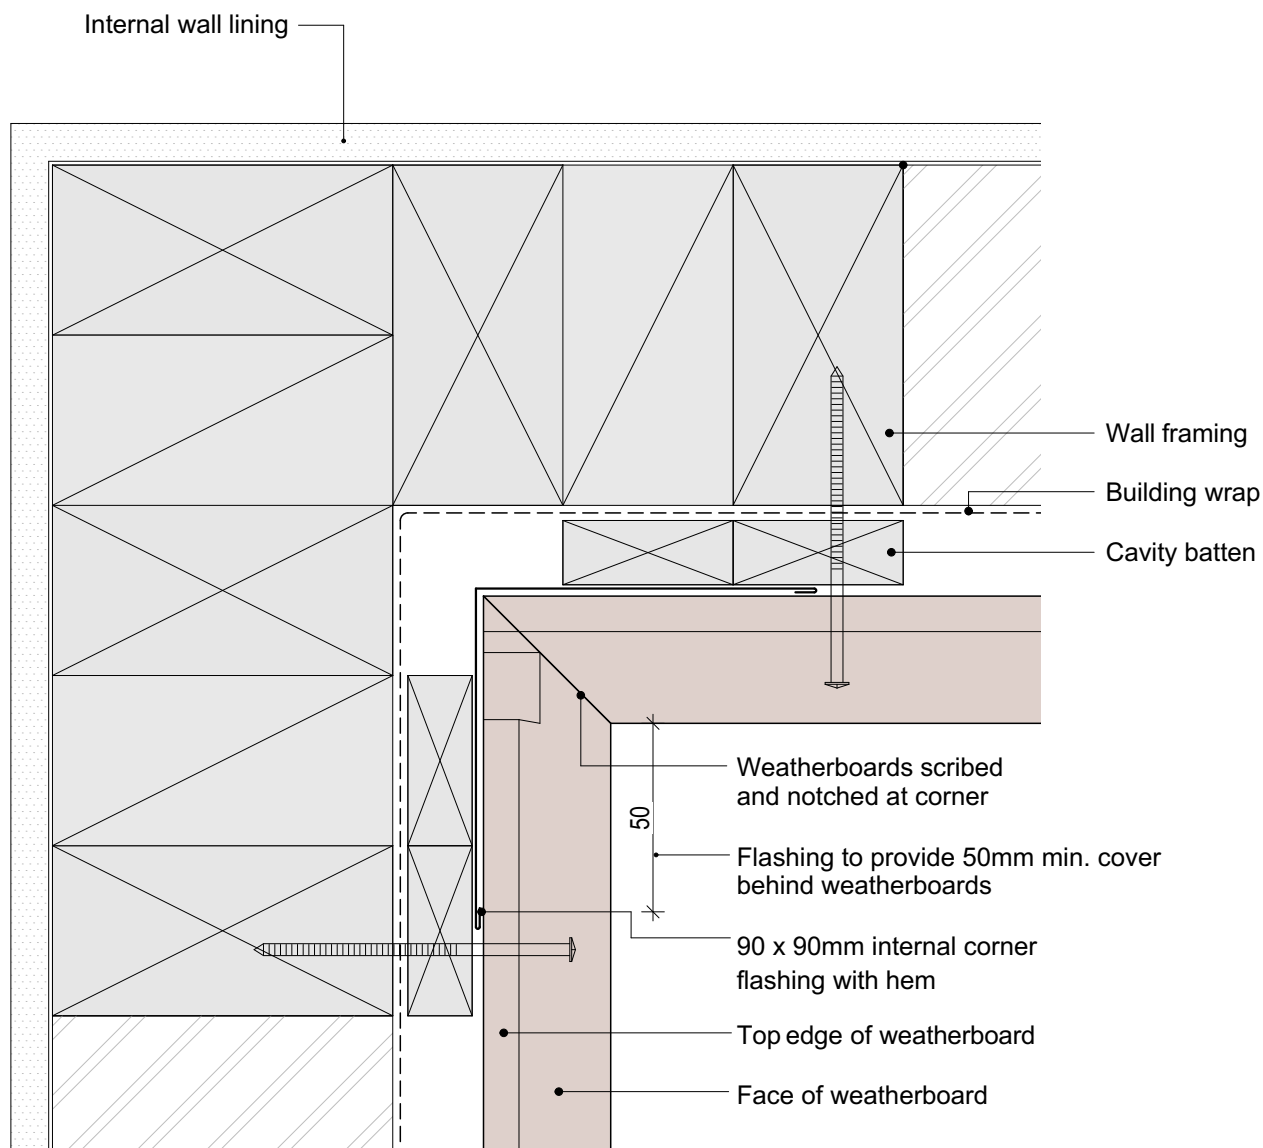 Internal wall lining
Wall framing
Building wrap
Cavity batten
Weatherboards scribed
and notched at corner
50
Flashing to provide 50mm min. cover
behind weatherboards
90 x 90mm internal corner
flashing with hem
Top edge of weatherboard
Face of weatherboard